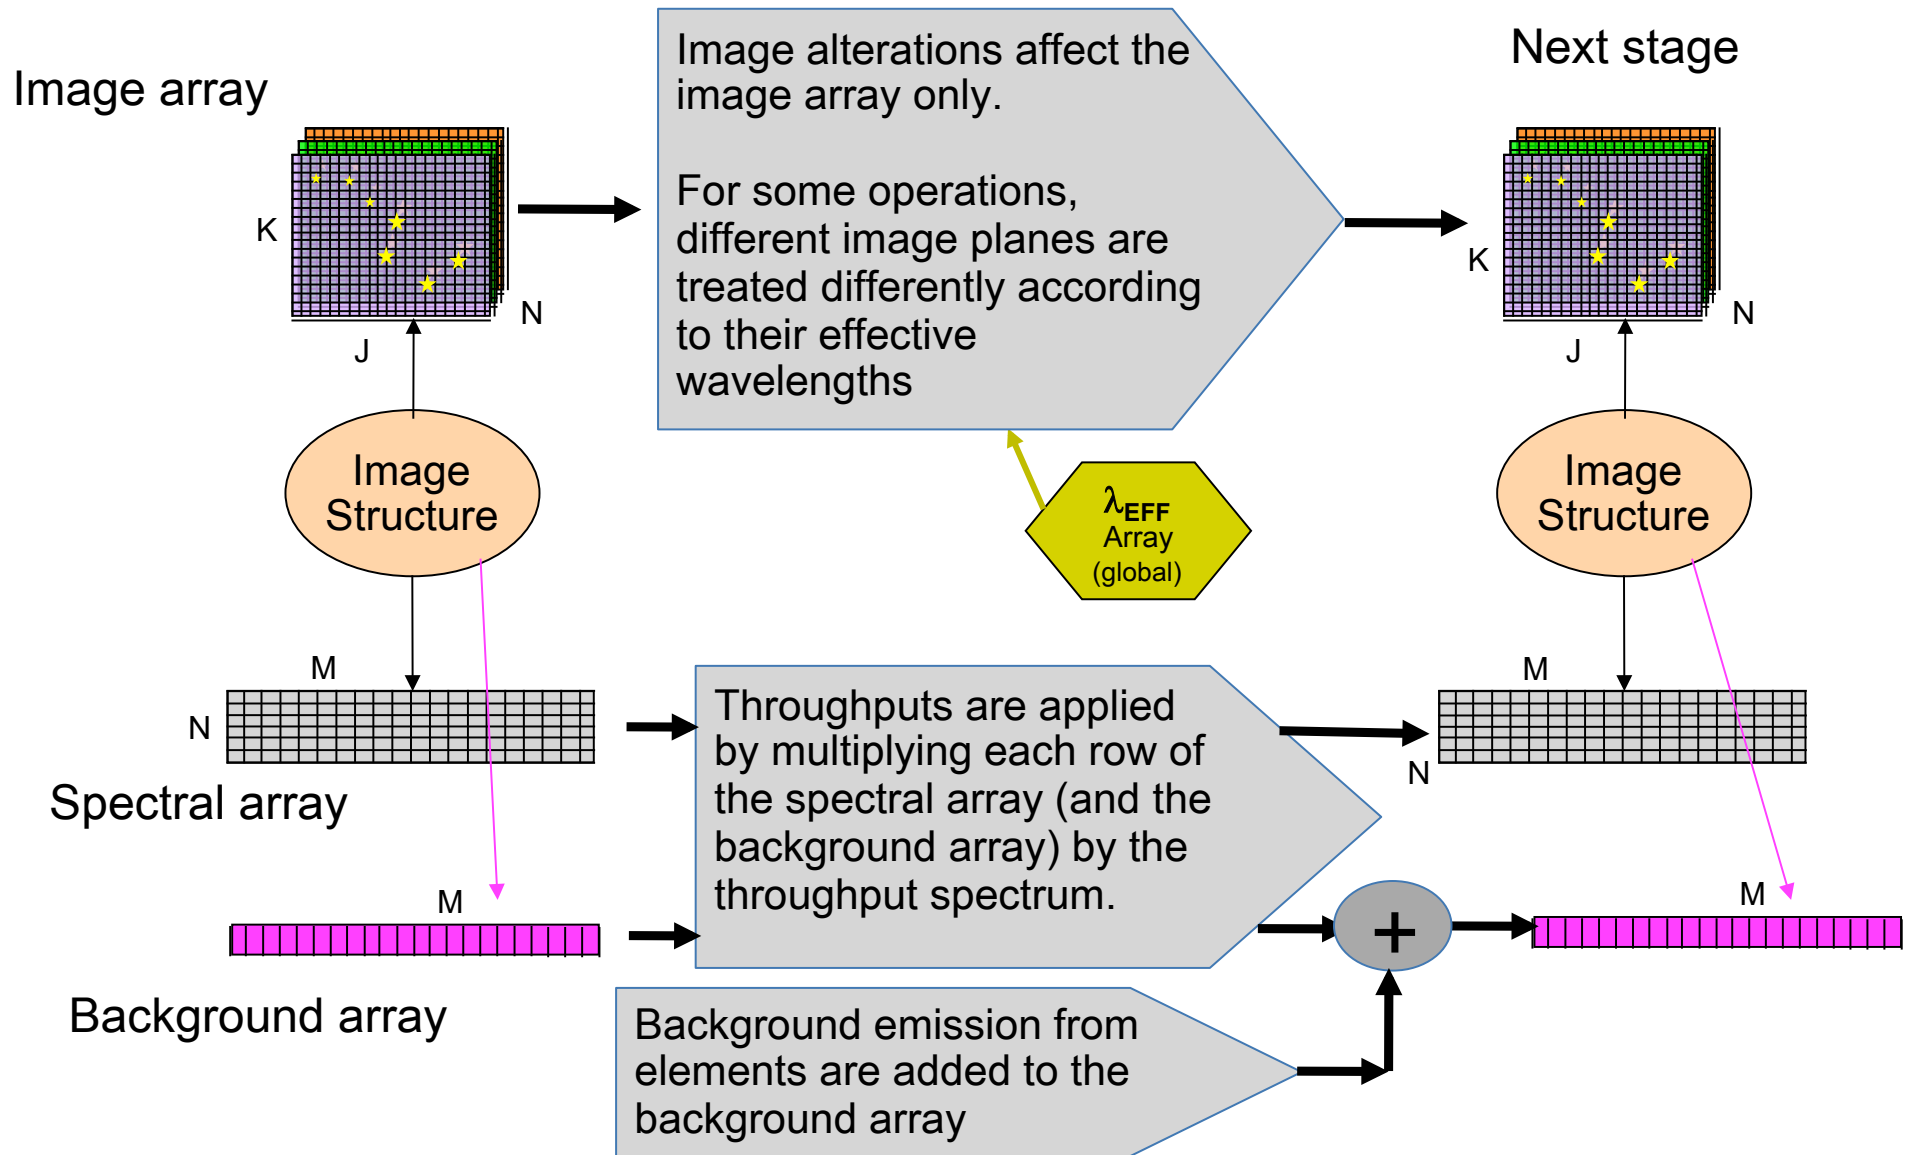 Image array
K
J
N
Image alterations affect the
image array only.
For some operations,
different image planes are
treated differently according
to their effective
wavelengths
Next stage
K
J
N
Image
Structure
λEFF
Array
(global)
Image
Structure
M
N
Spectral array
Throughputs are applied
by multiplying each row of
the spectral array (and the
background array) by the
throughput spectrum.
M
N
M
Background array
+
M
Background emission from
elements are added to the
background array